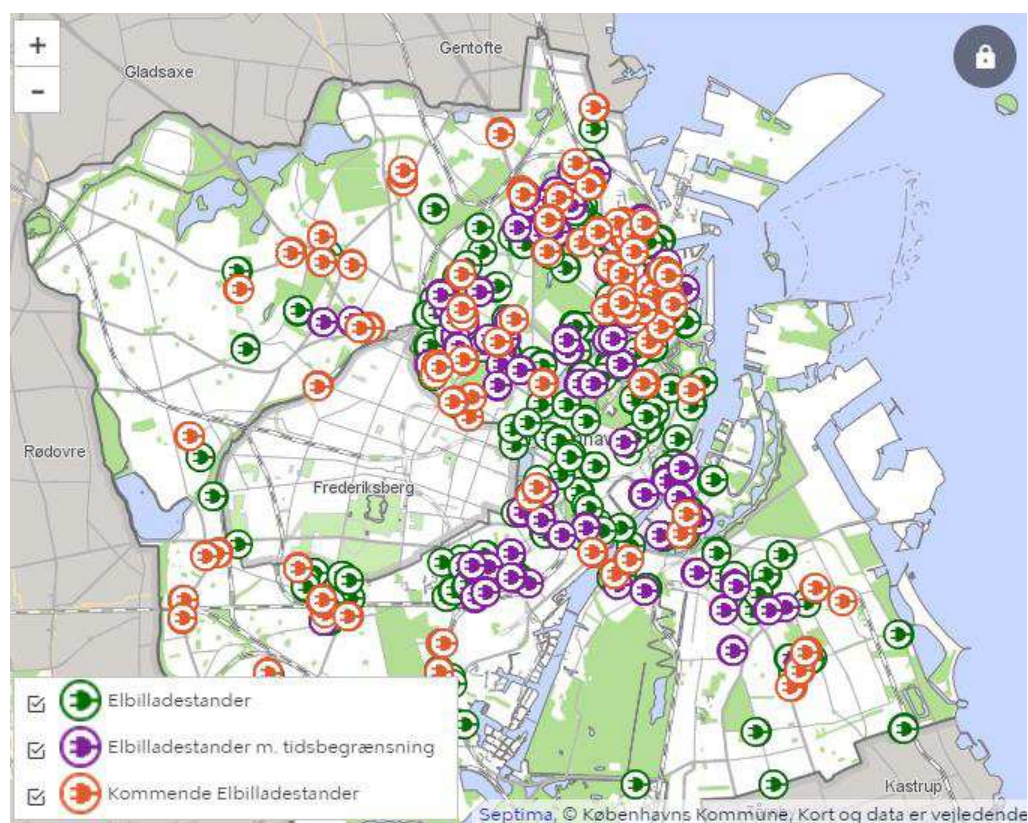 +
Gentofte
Gladsaxe
-
Rødovre
Frederiksberg
Elbilladestander
Elbilladestander m. tidsbegrænsning
Kommende Elbilladestander
Kastrup
Septima, © Københavns Kommune, Kort og data er vejledende